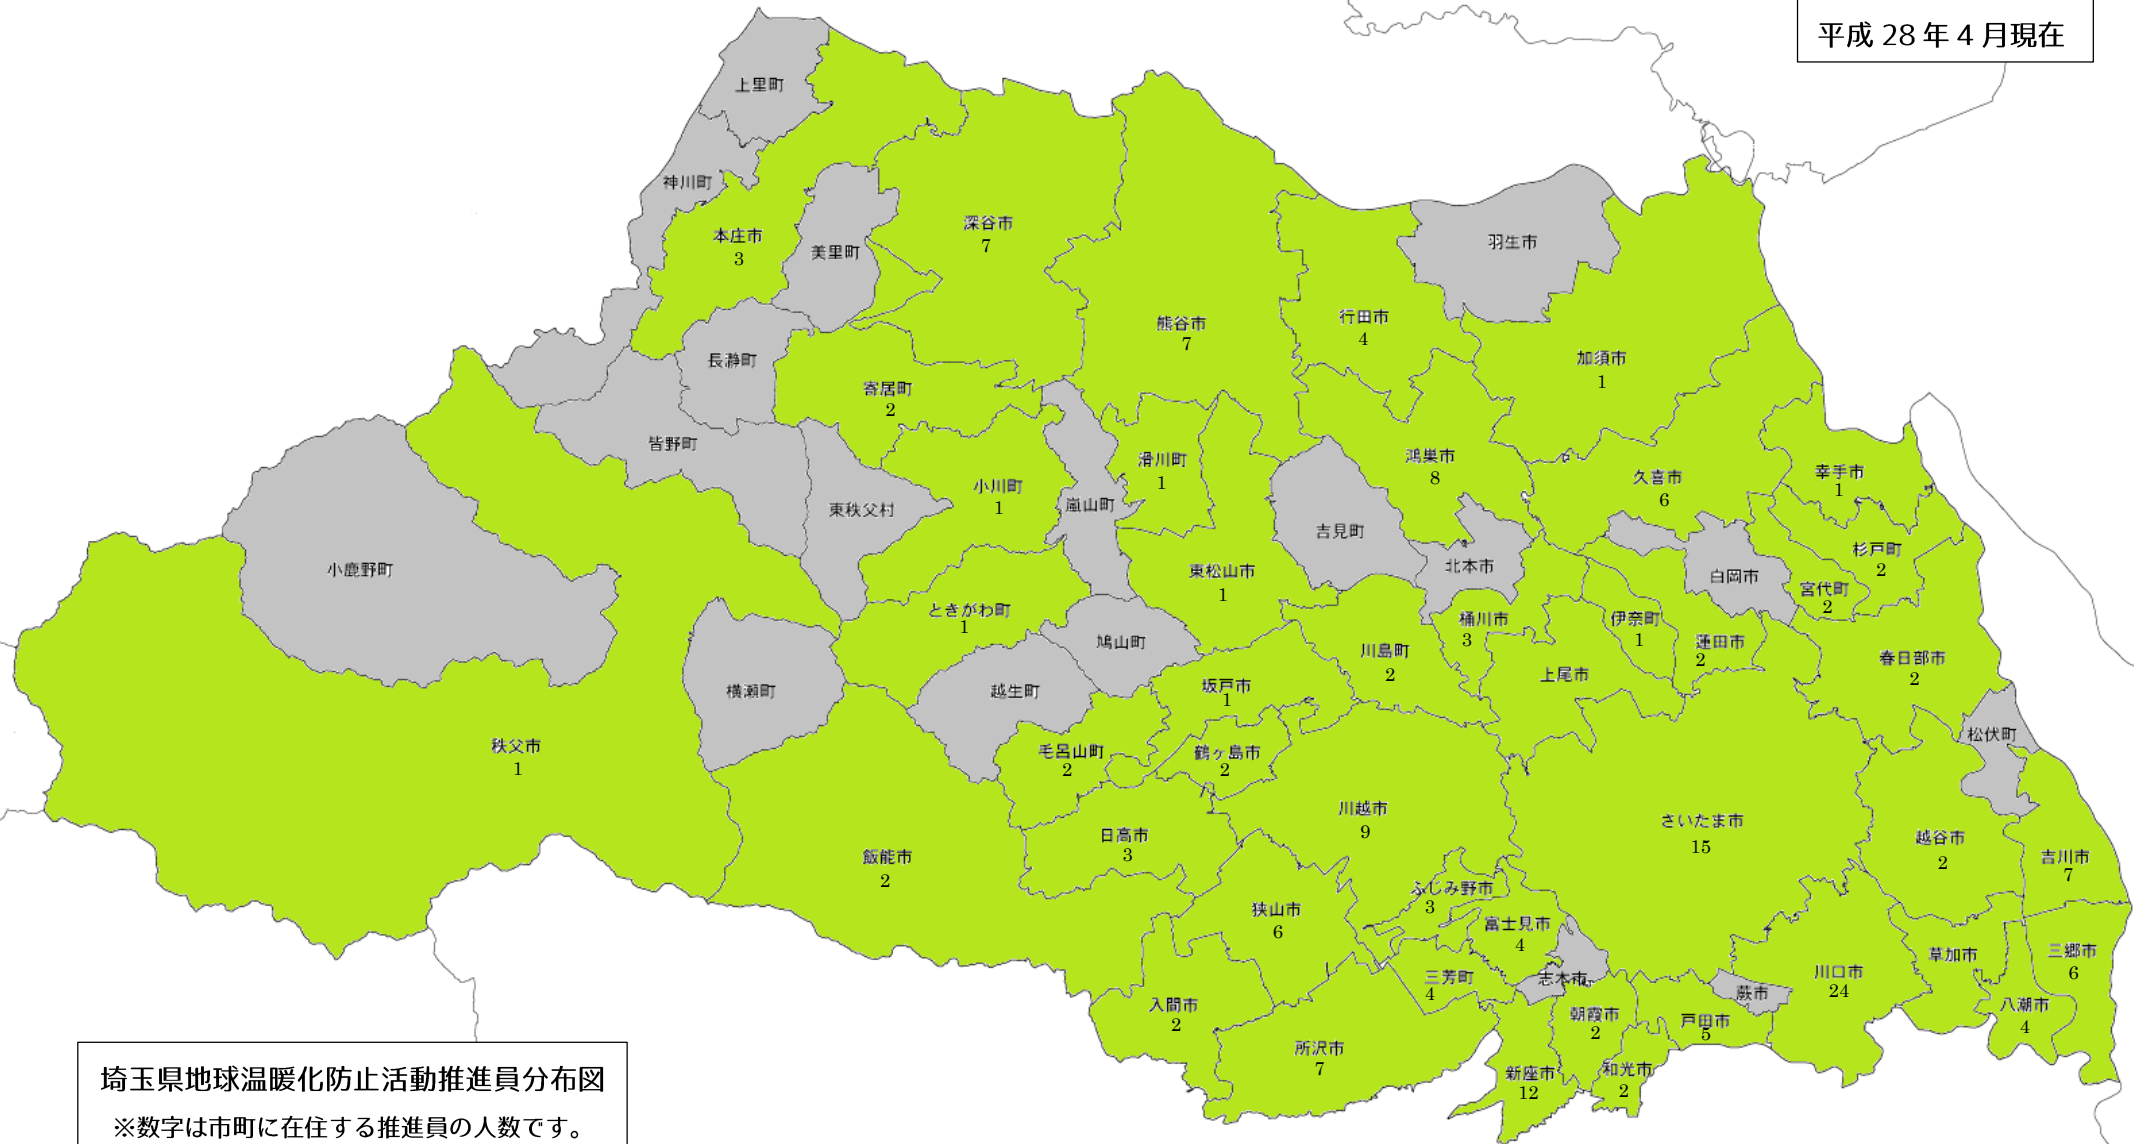 平成 28 年 4 月現在
上里町
神川町
本庄市
3
美里町
深谷市
7
羽生市
熊谷市
7
行田市
4
加須市
1
長瀞町
寄居町
2
皆野町
東秩父村
小川町
1
嵐山町
滑川町
1
鴻巣市
8
久喜市
6
幸手市
1
吉見町
北本市
白岡市
杉戸町
2
宮代町
2
小鹿野町
ときがわ町
1
東松山市
1
桶川市
3
伊奈町
1
蓮田市
2
鳩山町
川島町
2
上尾市
春日部市
2
横瀬町
越生町
坂戸市
1
松伏町
秩父市
1
毛呂山町
2
鶴ヶ島市
2
川越市
9
さいたま市
15
日高市
3
越谷市
2
吉川市
7
飯能市
2
ふじみ野市
3
狭山市
6
富士見市
4
草加市
三郷市
6
三芳町
4
志木市
蕨市
川口市
24
入間市
2
朝霞市
2
戸田市
5
八潮市
4
所沢市
7
新座市
12
和光市
2
埼玉県地球温暖化防止活動推進員分布図
※数字は市町に在住する推進員の人数です。